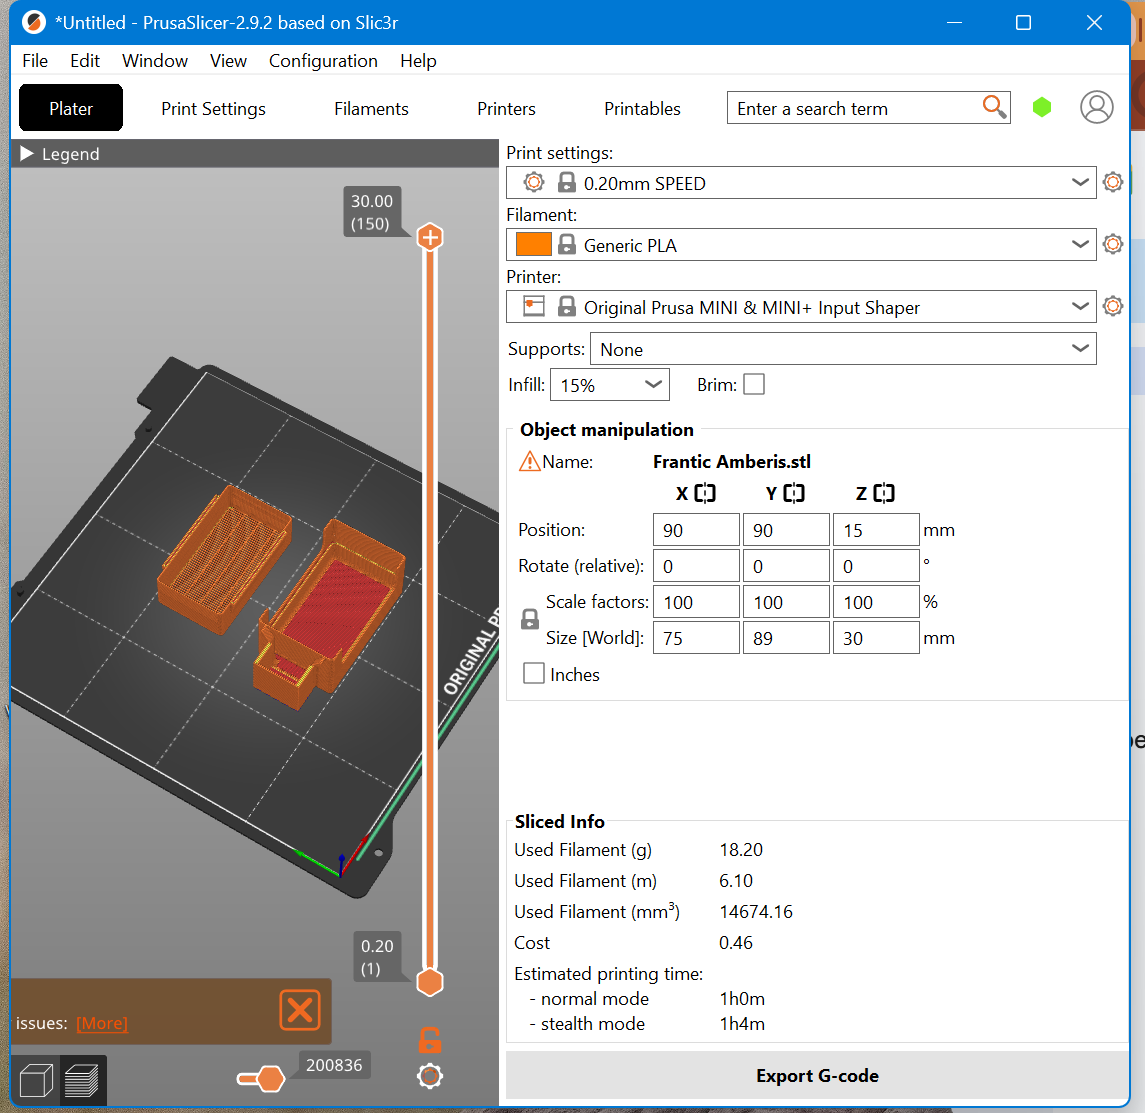 *Untitled - PrusaSlicer-2.9.2 based on Slic3r
File Edit Window View Configuration Help
Plater Print Settings Filaments Printers Printables Enter a search term
Legend
30.00
(150)
ORIGINAL
0.20
(1)
issues: [More]
200836
Print settings:
0.20mm SPEED
Filament:
Generic PLA
Printer:
Original Prusa MINI & MINI+ Input Shaper
Supports: None
Infill: 15% Brim:
Object manipulation
Name: Frantic Amberis.stl
X Y Z
Position: 90 90 15 mm
Rotate (relative): 0 0 0 °
Scale factors: 100 100 100 %
Size [World]: 75 89 30 mm
Inches
Sliced Info
Used Filament (g) 18.20
Used Filament (m) 6.10
Used Filament (mm³) 14674.16
Cost 0.46
Estimated printing time:
- normal mode 1h0m
- stealth mode 1h4m
Export G-code